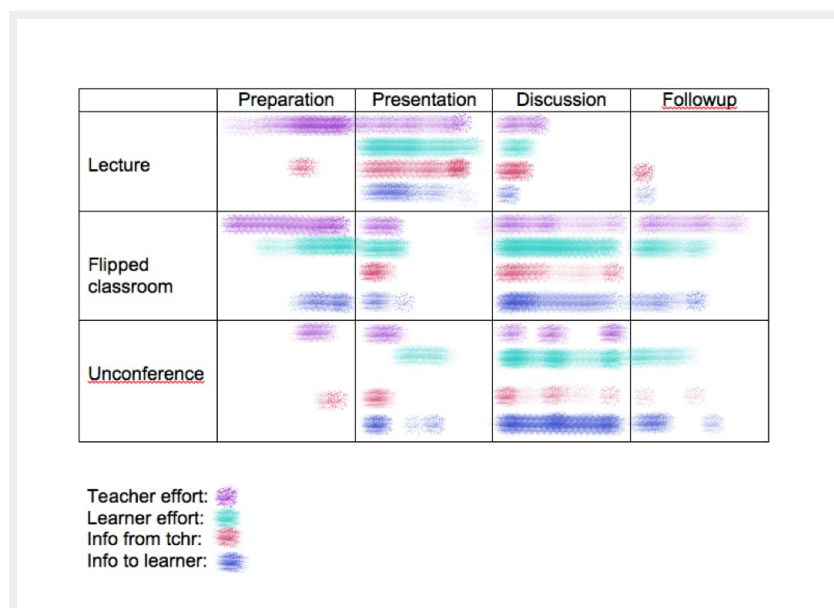 Preparation Presentation Discussion Followup
Lecture
Flipped
classroom
Unconference
Teacher effort:
Learner effort:
Info from tchr:
Info to learner: